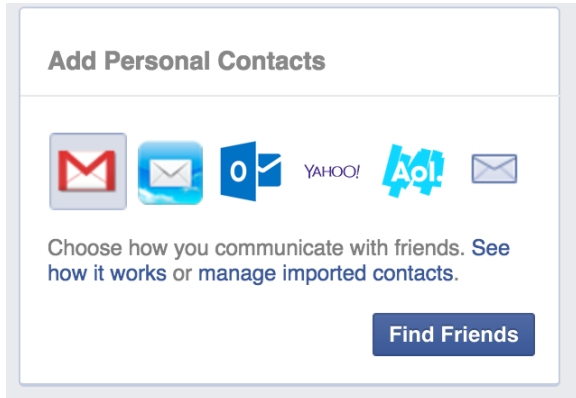 Add Personal Contacts
O YAHOO! Aol.
Choose how you communicate with friends. See
how it works or manage imported contacts.
Find Friends